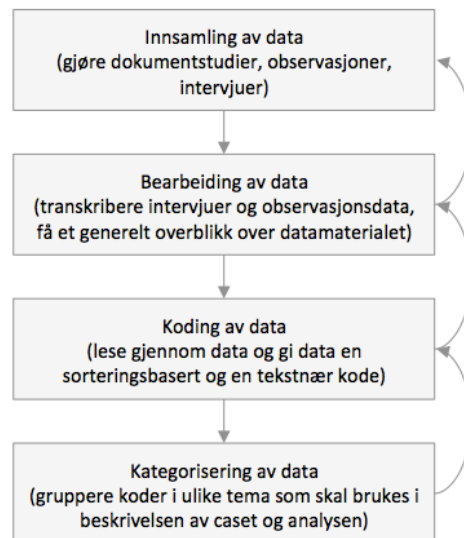 Innsamling av data
(gjøre dokumentstudier, observasjoner,
intervjuer)
Bearbeiding av data
(transkribere intervjuer og observasjonsdata,
få et generelt overblikk over datamaterialet)
Koding av data
(lese gjennom data og gi data en
sorteringsbasert og en tekstnær kode)
Kategorisering av data
(gruppere koder i ulike tema som skal brukes i
beskrivelsen av caset og analysen)